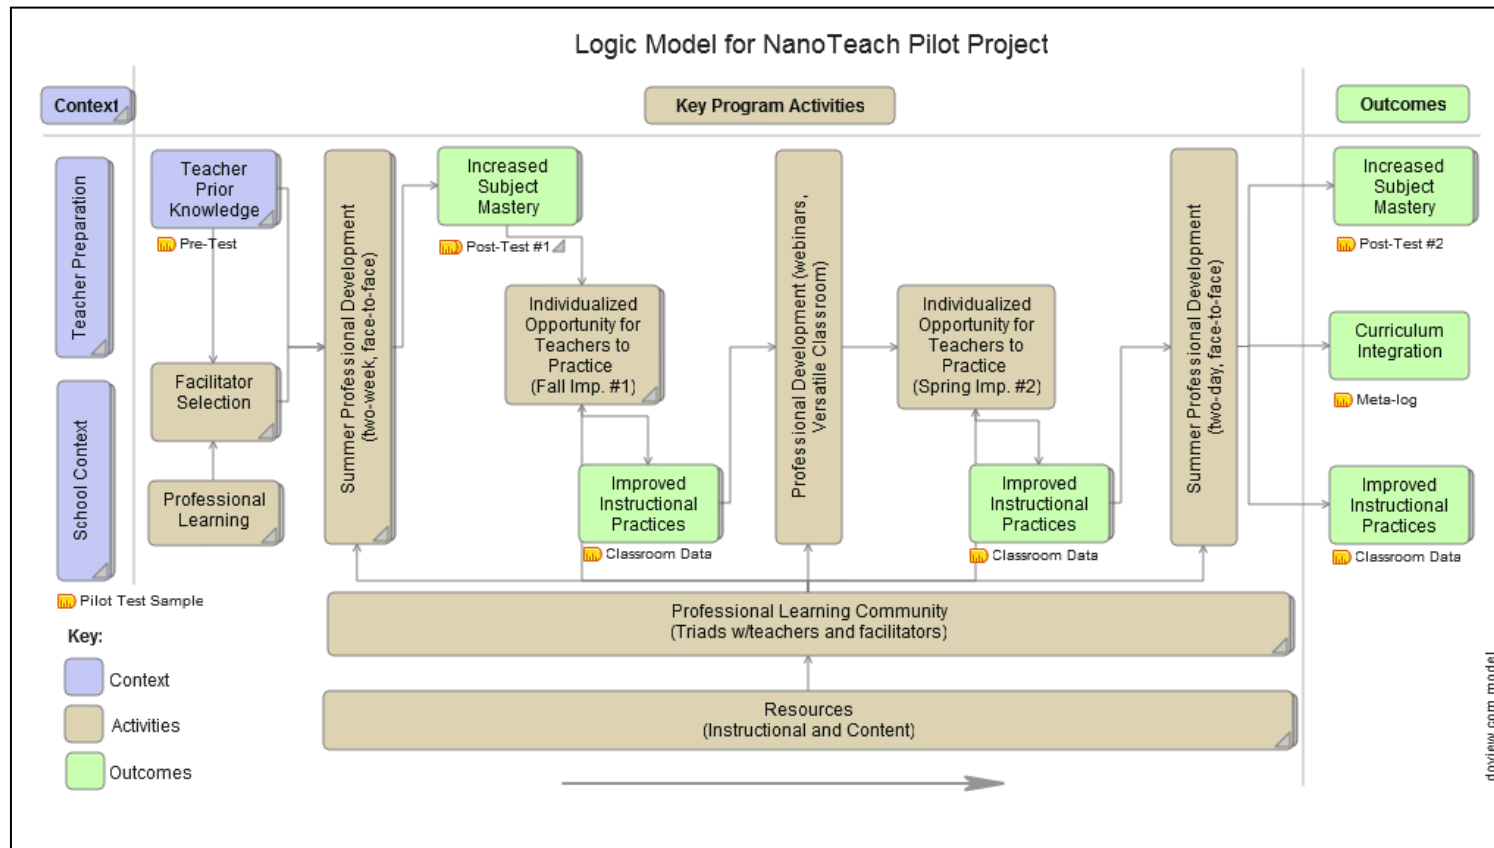 Logic Model for NanoTeach Pilot Project
Context
Key Program Activities
Outcomes
Teacher Preparation
School Context
Pilot Test Sample
Teacher
Prior
Knowledge
Pre-Test
Facilitator
Selection
Professional
Learning
Summer Professional Development
(two-week, face-to-face)
Increased
Subject
Mastery
Post-Test #1
Individualized
Opportunity for
Teachers to
Practice
(Fall Imp. #1)
Improved
Instructional
Practices
Classroom Data
Professional Development (webinars,
Versatile Classroom)
Individualized
Opportunity for
Teachers to
Practice
(Spring Imp. #2)
Improved
Instructional
Practices
Classroom Data
Summer Professional Development
(two-day, face-to-face)
Increased
Subject
Mastery
Post-Test #2
Curriculum
Integration
Meta-log
Improved
Instructional
Practices
Classroom Data
Professional Learning Community
(Triads w/teachers and facilitators)
Resources
(Instructional and Content)
Key:
Context
Activities
Outcomes
doview.com model